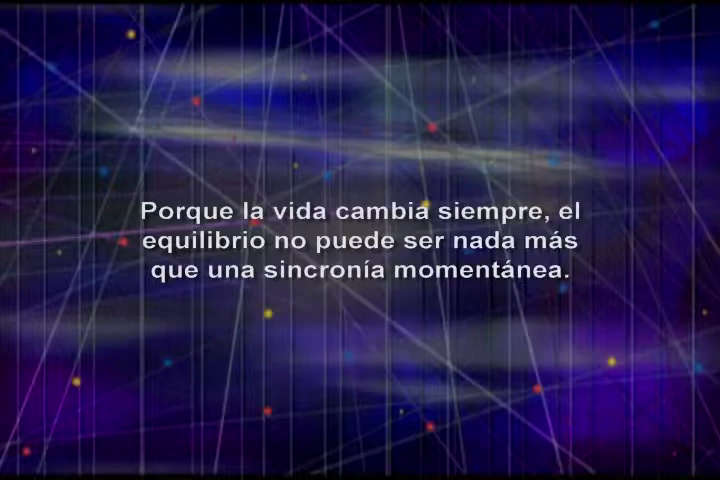 Porque la vida cambia siempre, el
equilibrio no puede ser nada más
que una sincronía momentánea.